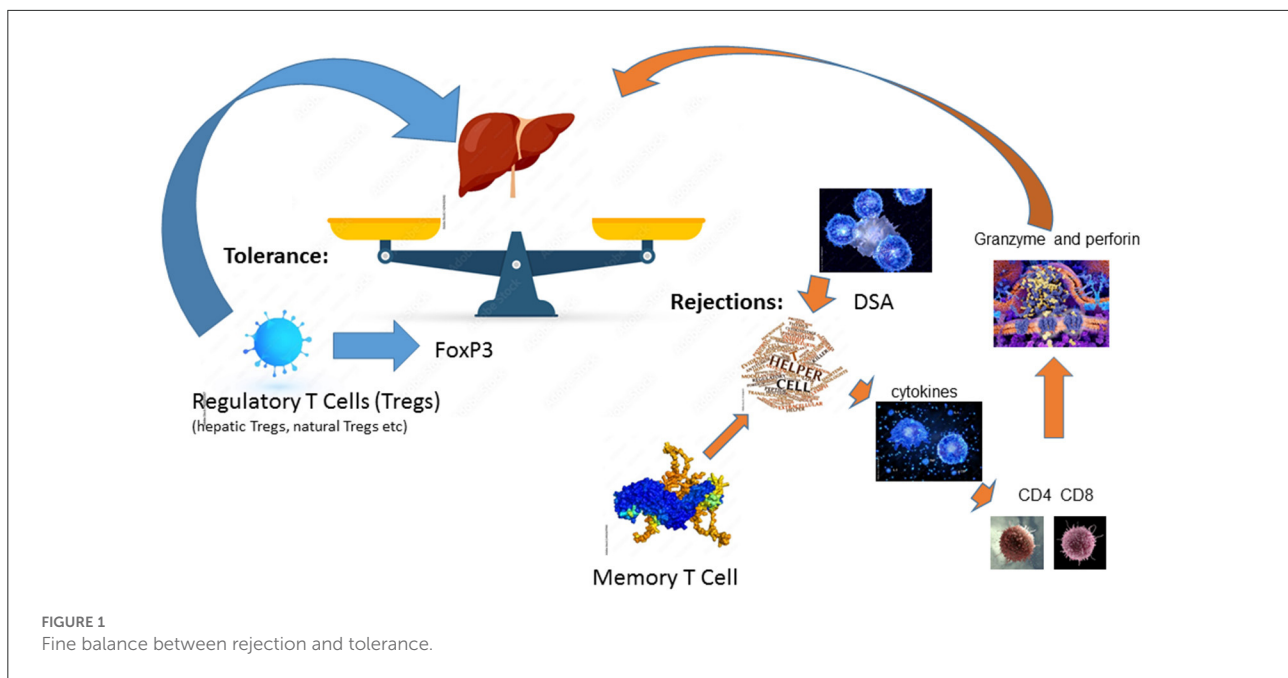 Granzyme and perforin
Tolerance:
Rejections:
DSA
FoxP3
HELPER
CELL
cytokines
Regulatory T Cells (Tregs)
(hepatic Tregs, natural Tregs etc)
CD4 CD8
Memory T Cell
FIGURE 1
Fine balance between rejection and tolerance.